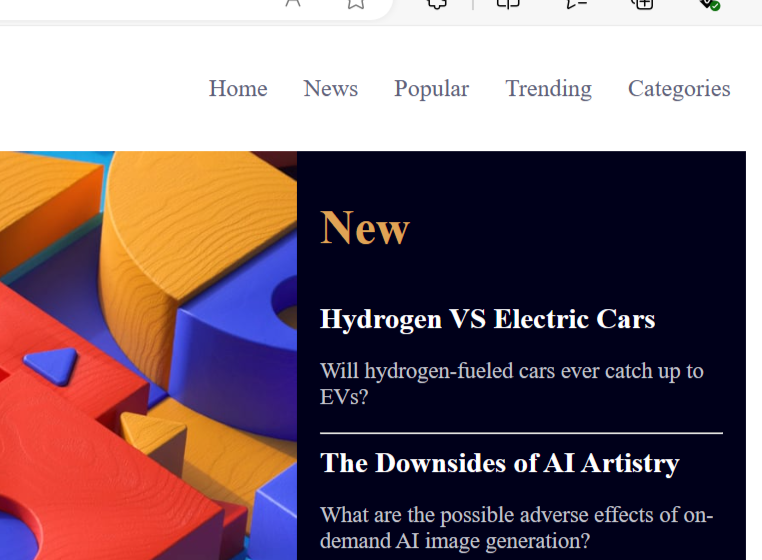 Home News Popular Trending Categories
New
Hydrogen VS Electric Cars
Will hydrogen-fueled cars ever catch up to
EVs?
The Downsides of AI Artistry
What are the possible adverse effects of on-
demand AI image generation?